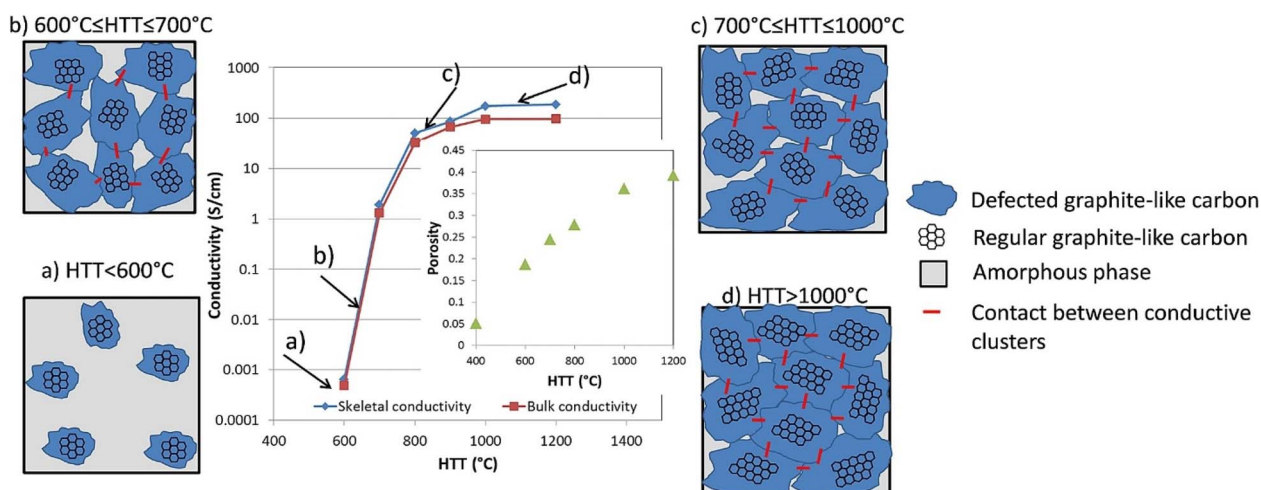 b) 600°C≤HTT≤700°C
c) 700°C≤HTT≤1000°C
a) HTT<600°C
d) HTT>1000°C
Conductivity (S/cm)
1000
100
10
1
0.1
0.01
0.001
0.0001
400
600
800
1000
1200
1400
HTT (°C)
a)
b)
c)
d)
Skeletal conductivity
Bulk conductivity
Porosity
0.45
0.4
0.35
0.3
0.25
0.2
0.15
0.1
0.05
0
400
600
800
1000
1200
HTT (°C)
Defected graphite-like carbon
Regular graphite-like carbon
Amorphous phase
Contact between conductive
clusters